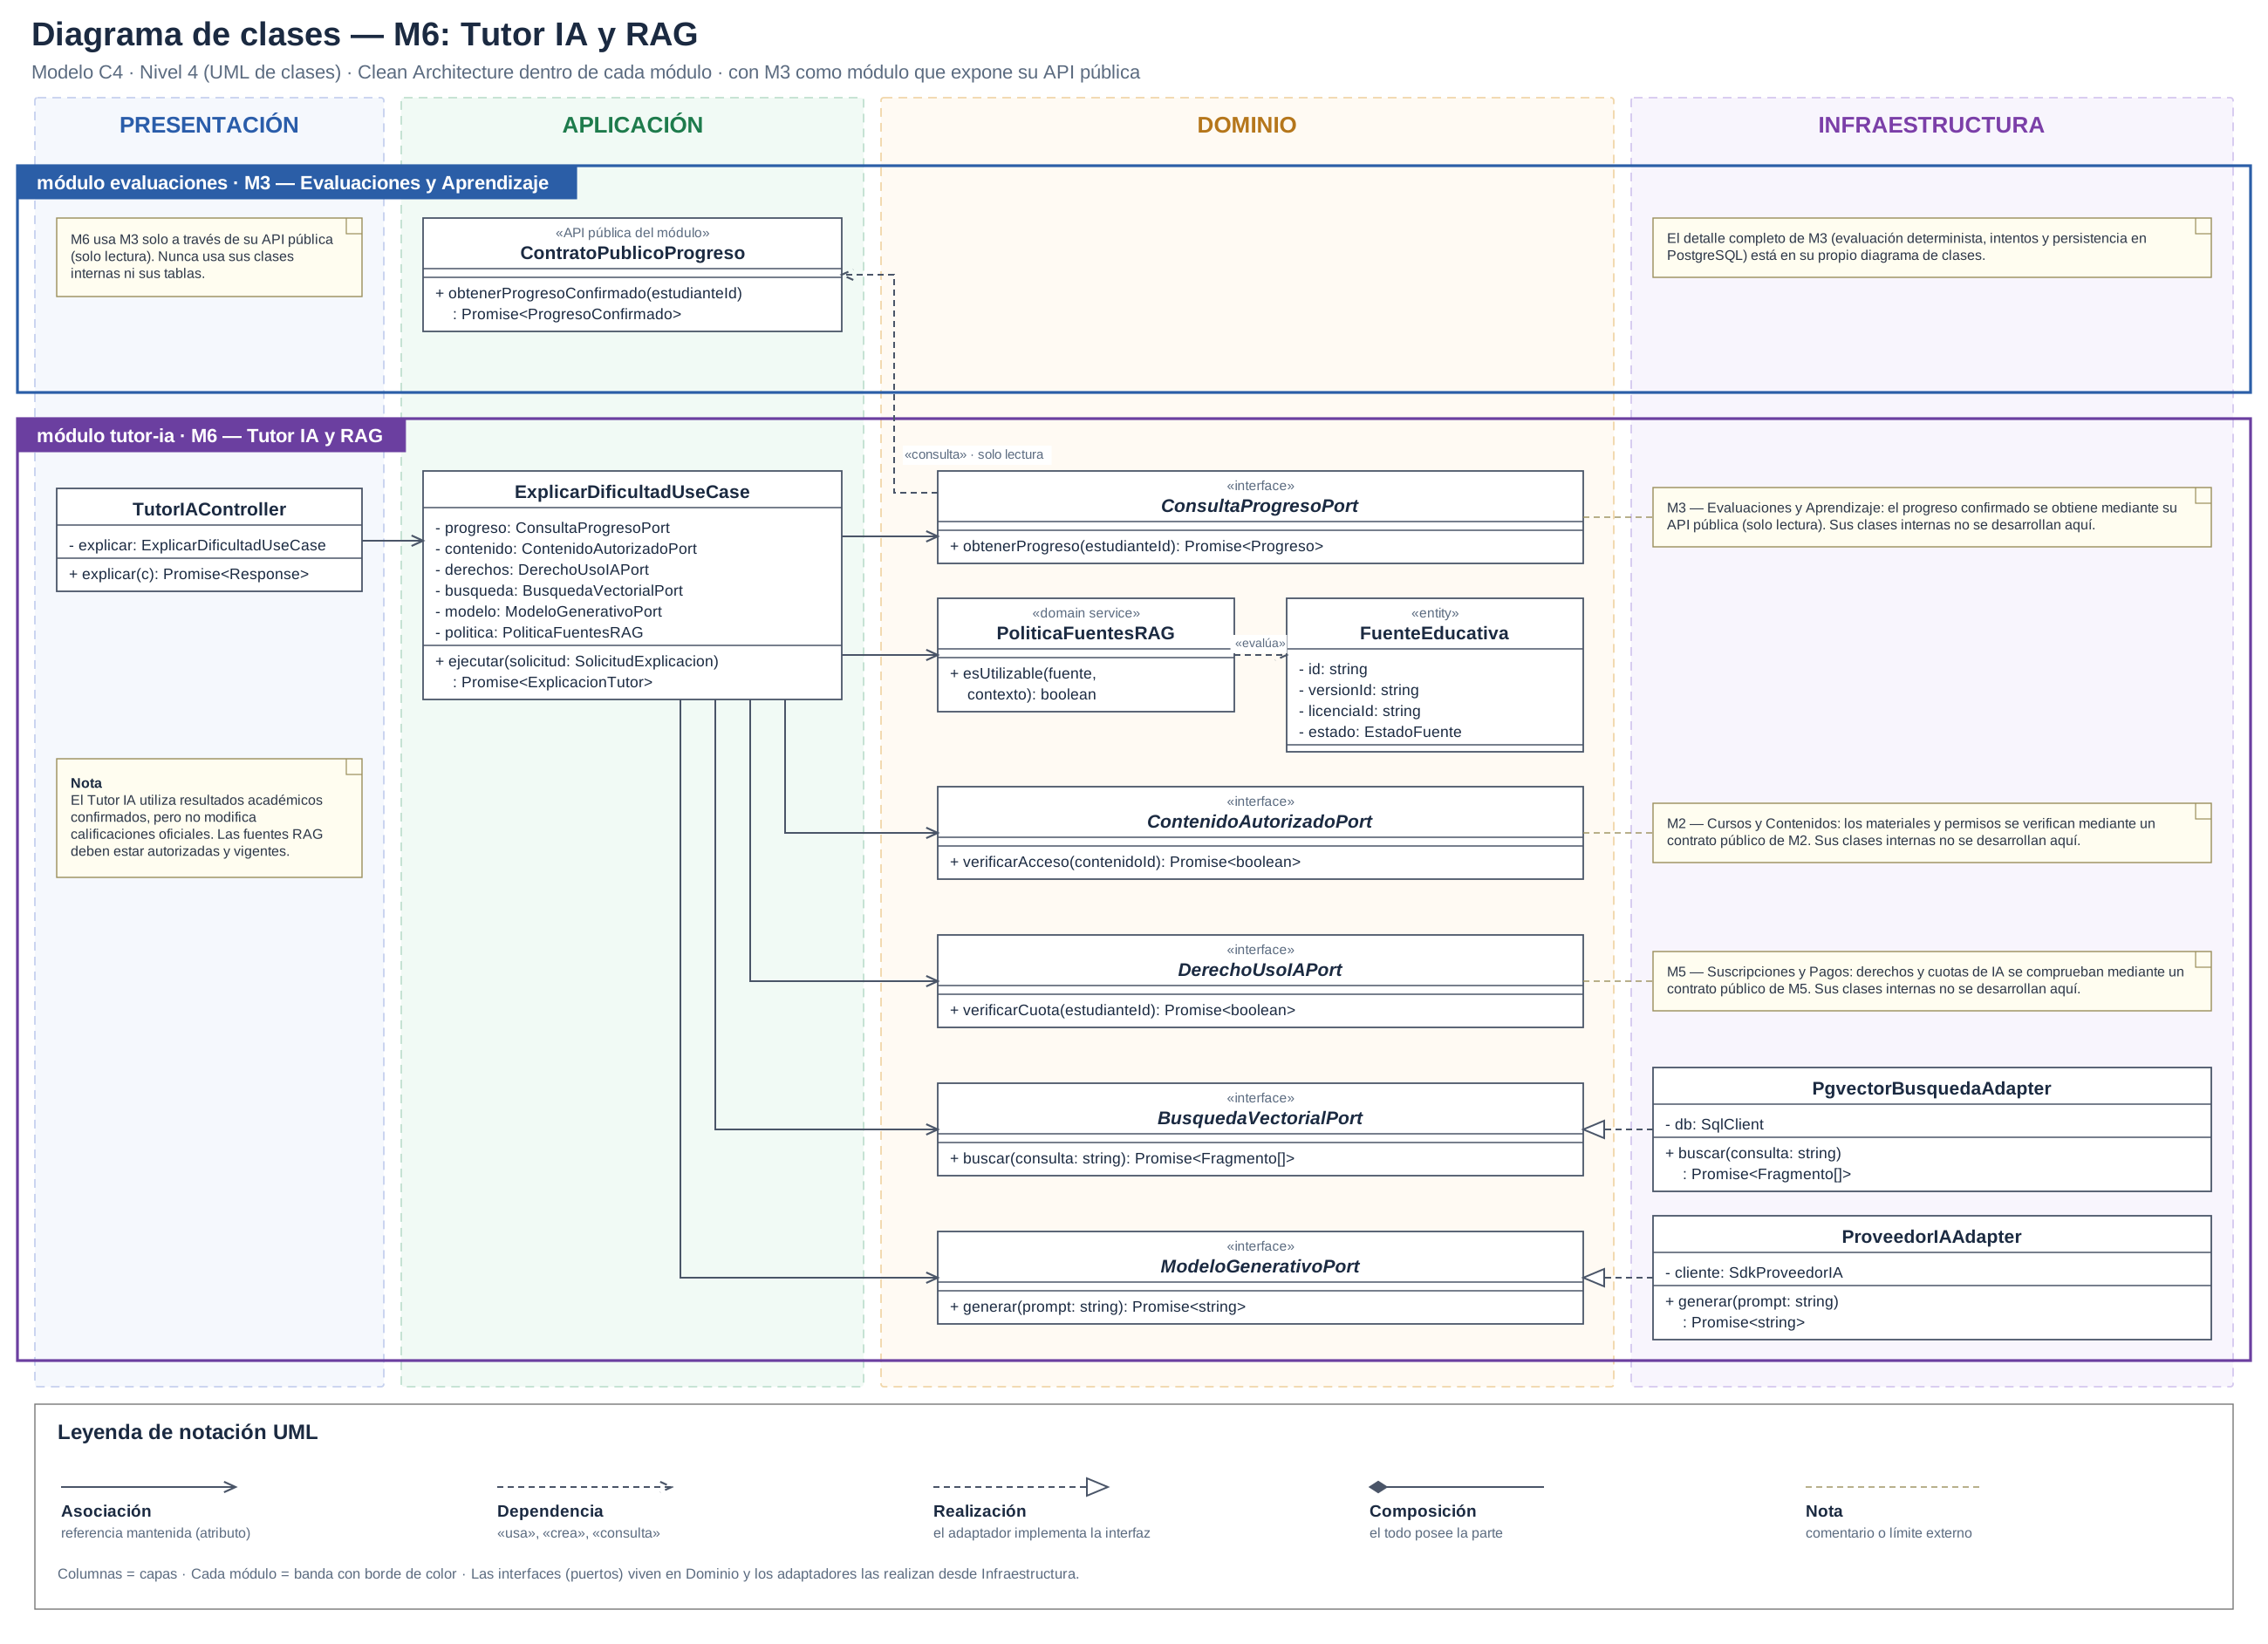 Diagrama de clases — M6: Tutor IA y RAG
Modelo C4 · Nivel 4 (UML de clases) · Clean Architecture dentro de cada módulo · con M3 como módulo que expone su API pública
PRESENTACIÓN
APLICACIÓN
DOMINIO
INFRAESTRUCTURA
módulo evaluaciones · M3 — Evaluaciones y Aprendizaje
M6 usa M3 solo a través de su API pública
(solo lectura). Nunca usa sus clases
internas ni sus tablas.
«API pública del módulo»
ContratoPublicoProgreso
+ obtenerProgresoConfirmado(estudianteId)
: Promise<ProgresoConfirmado>
El detalle completo de M3 (evaluación determinista, intentos y persistencia en
PostgreSQL) está en su propio diagrama de clases.
módulo tutor-ia · M6 — Tutor IA y RAG
«consulta» · solo lectura
TutorIAController
- explicar: ExplicarDificultadUseCase
+ explicar(c): Promise<Response>
ExplicarDificultadUseCase
- progreso: ConsultaProgresoPort
- contenido: ContenidoAutorizadoPort
- derechos: DerechoUsoIAPort
- busqueda: BusquedaVectorialPort
- modelo: ModeloGenerativoPort
- politica: PoliticaFuentesRAG
+ ejecutar(solicitud: SolicitudExplicacion)
: Promise<ExplicacionTutor>
«interface»
ConsultaProgresoPort
+ obtenerProgreso(estudianteId): Promise<Progreso>
M3 — Evaluaciones y Aprendizaje: el progreso confirmado se obtiene mediante su
API pública (solo lectura). Sus clases internas no se desarrollan aquí.
«domain service»
PoliticaFuentesRAG
+ esUtilizable(fuente,
contexto): boolean
«evalúa»
«entity»
FuenteEducativa
- id: string
- versionId: string
- licenciaId: string
- estado: EstadoFuente
Nota
El Tutor IA utiliza resultados académicos
confirmados, pero no modifica
calificaciones oficiales. Las fuentes RAG
deben estar autorizadas y vigentes.
«interface»
ContenidoAutorizadoPort
+ verificarAcceso(contenidoId): Promise<boolean>
M2 — Cursos y Contenidos: los materiales y permisos se verifican mediante un
contrato público de M2. Sus clases internas no se desarrollan aquí.
«interface»
DerechoUsoIAPort
+ verificarCuota(estudianteId): Promise<boolean>
M5 — Suscripciones y Pagos: derechos y cuotas de IA se comprueban mediante un
contrato público de M5. Sus clases internas no se desarrollan aquí.
«interface»
BusquedaVectorialPort
+ buscar(consulta: string): Promise<Fragmento[]>
PgvectorBusquedaAdapter
- db: SqlClient
+ buscar(consulta: string)
: Promise<Fragmento[]>
«interface»
ModeloGenerativoPort
+ generar(prompt: string): Promise<string>
ProveedorIAAdapter
- cliente: SdkProveedorIA
+ generar(prompt: string)
: Promise<string>
Leyenda de notación UML
Asociación
referencia mantenida (atributo)
Dependencia
«usa», «crea», «consulta»
Realización
el adaptador implementa la interfaz
Composición
el todo posee la parte
Nota
comentario o límite externo
Columnas = capas · Cada módulo = banda con borde de color · Las interfaces (puertos) viven en Dominio y los adaptadores las realizan desde Infraestructura.